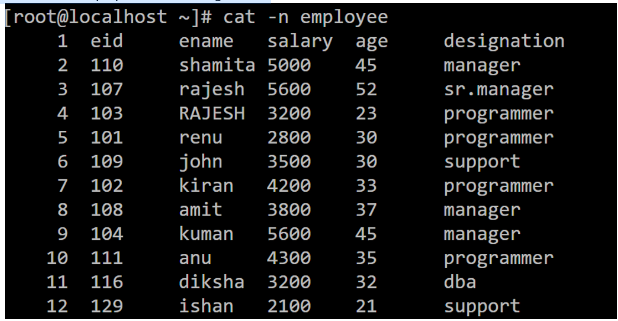 [root@localhost ~]# cat -n employee
1 eid ename salary age designation
2 110 shamita 5000 45 manager
3 107 rajesh 5600 52 sr.manager
4 103 RAJESH 3200 23 programmer
5 101 renu 2800 30 programmer
6 109 john 3500 30 support
7 102 kiran 4200 33 programmer
8 108 amit 3800 37 manager
9 104 kuman 5600 45 manager
10 111 anu 4300 35 programmer
11 116 diksha 3200 32 dba
12 129 ishan 2100 21 support